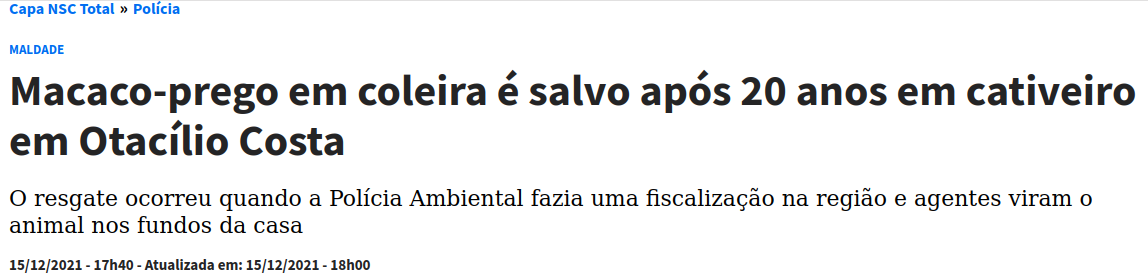 Capa NSC Total » Polícia
MALDADE
Macaco-prego em coleira é salvo após 20 anos em cativeiro
em Otacílio Costa
O resgate ocorreu quando a Polícia Ambiental fazia uma fiscalização na região e agentes viram o
animal nos fundos da casa
15/12/2021 - 17h40 - Atualizada em: 15/12/2021 - 18h00